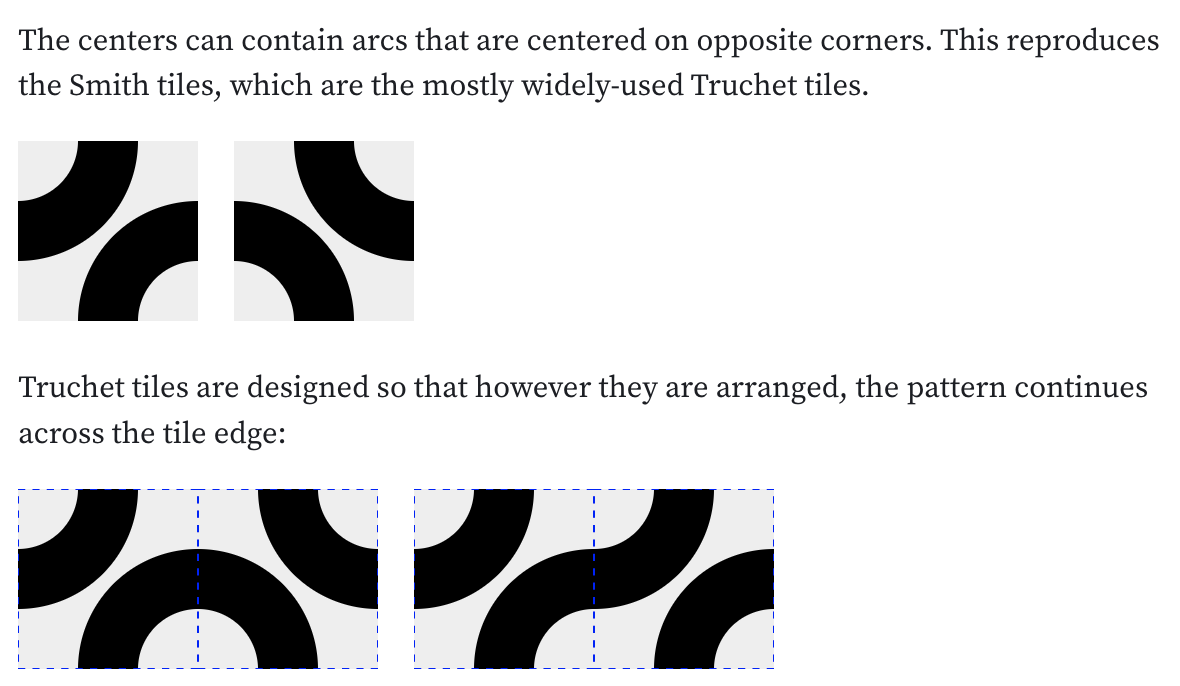 The centers can contain arcs that are centered on opposite corners. This reproduces
the Smith tiles, which are the mostly widely-used Truchet tiles.
Truchet tiles are designed so that however they are arranged, the pattern continues
across the tile edge: